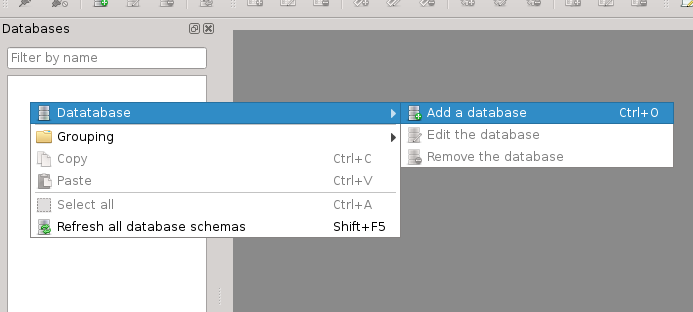 Databases
Filter by name
Datatabase
Add a database Ctrl+O
Grouping
Edit the database
Copy Ctrl+C
Remove the database
Paste Ctrl+V
Select all Ctrl+A
Refresh all database schemas Shift+F5